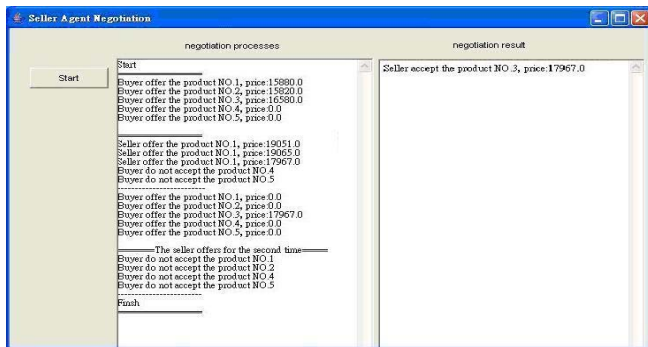 Seller Agent Negotiation
negotiation processes
negotiation result
Start
Start
Buyer offer the product NO.1, price:15880.0
Buyer offer the product NO.2, price:15820.0
Buyer offer the product NO.3, price:16580.0
Buyer offer the product NO.4, price:0.0
Buyer offer the product NO.5, price:0.0
Seller offer the product NO.1, price:19051.0
Seller offer the product NO.1, price:19065.0
Seller offer the product NO.1, price:17967.0
Buyer do not accept the product NO.4
Buyer do not accept the product NO.5
-------------------------
Buyer offer the product NO.1, price:0.0
Buyer offer the product NO.2, price:0.0
Buyer offer the product NO.3, price:17967.0
Buyer offer the product NO.4, price:0.0
Buyer offer the product NO.5, price:0.0
======The seller offers for the second time=====
Buyer do not accept the product NO.1
Buyer do not accept the product NO.2
Buyer do not accept the product NO.4
Buyer do not accept the product NO.5
-------------------------
Finsh
Seller accept the product NO.3, price:17967.0